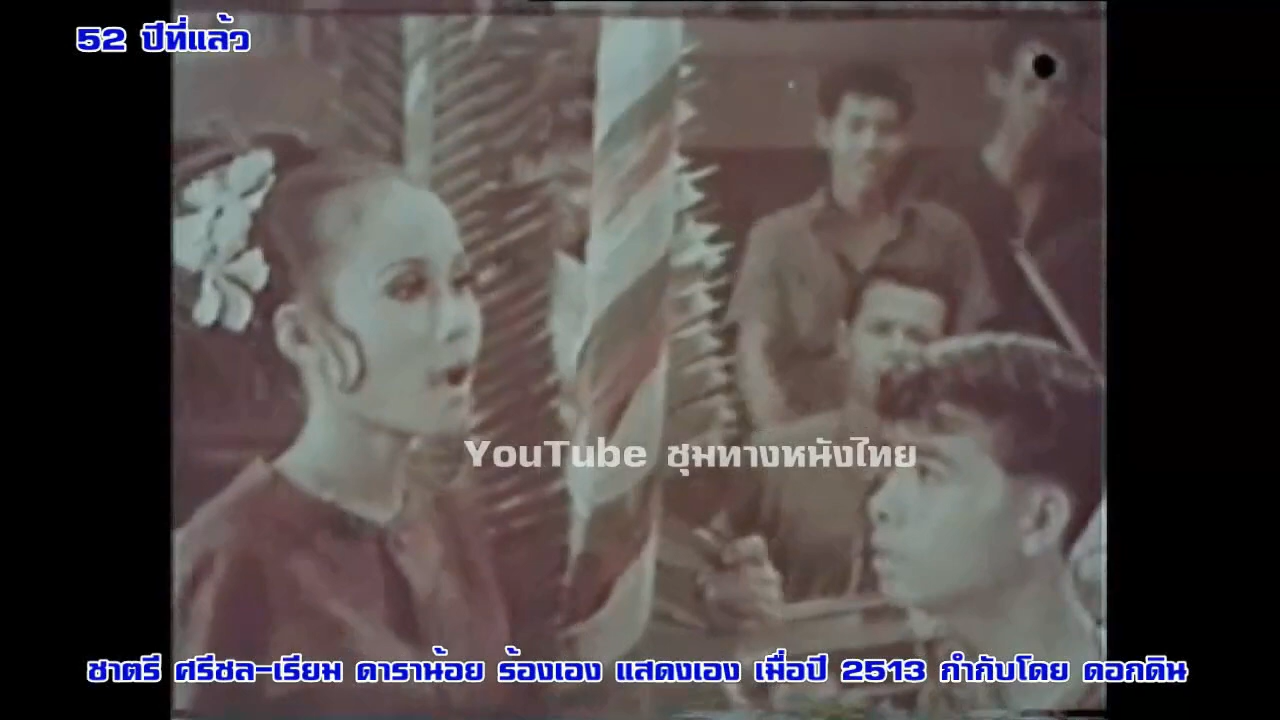 52 ปีที่แล้ว
YouTube ชุมทางหนังไทย
ชาตรี ศรีชล-เรียม ดาราน้อย ร้องเอง แสดงเอง เมื่อปี 2513 กำกับโดย ดอกดิน